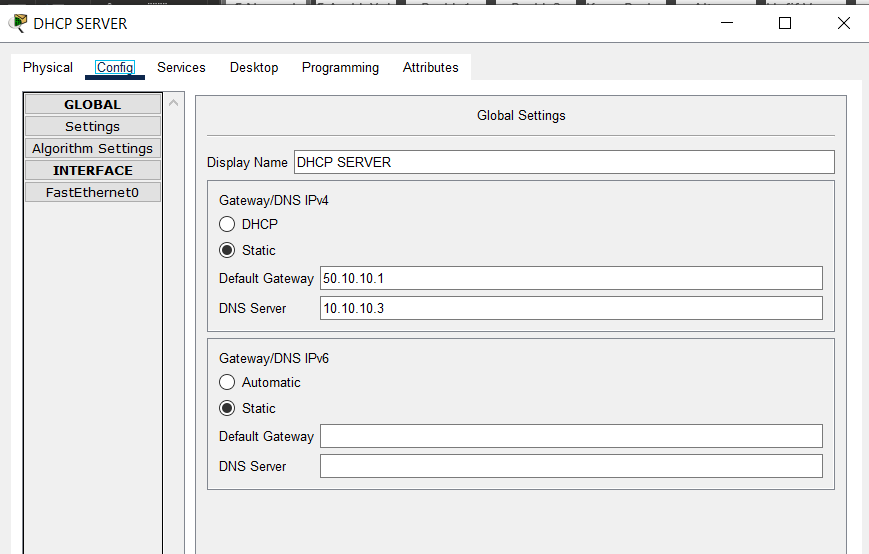 DHCP SERVER
Physical Config Services Desktop Programming Attributes
GLOBAL
Settings
Algorithm Settings
INTERFACE
FastEthernet0
Global Settings
Display Name DHCP SERVER
Gateway/DNS IPv4
DHCP
Static
Default Gateway 50.10.10.1
DNS Server 10.10.10.3
Gateway/DNS IPv6
Automatic
Static
Default Gateway
DNS Server